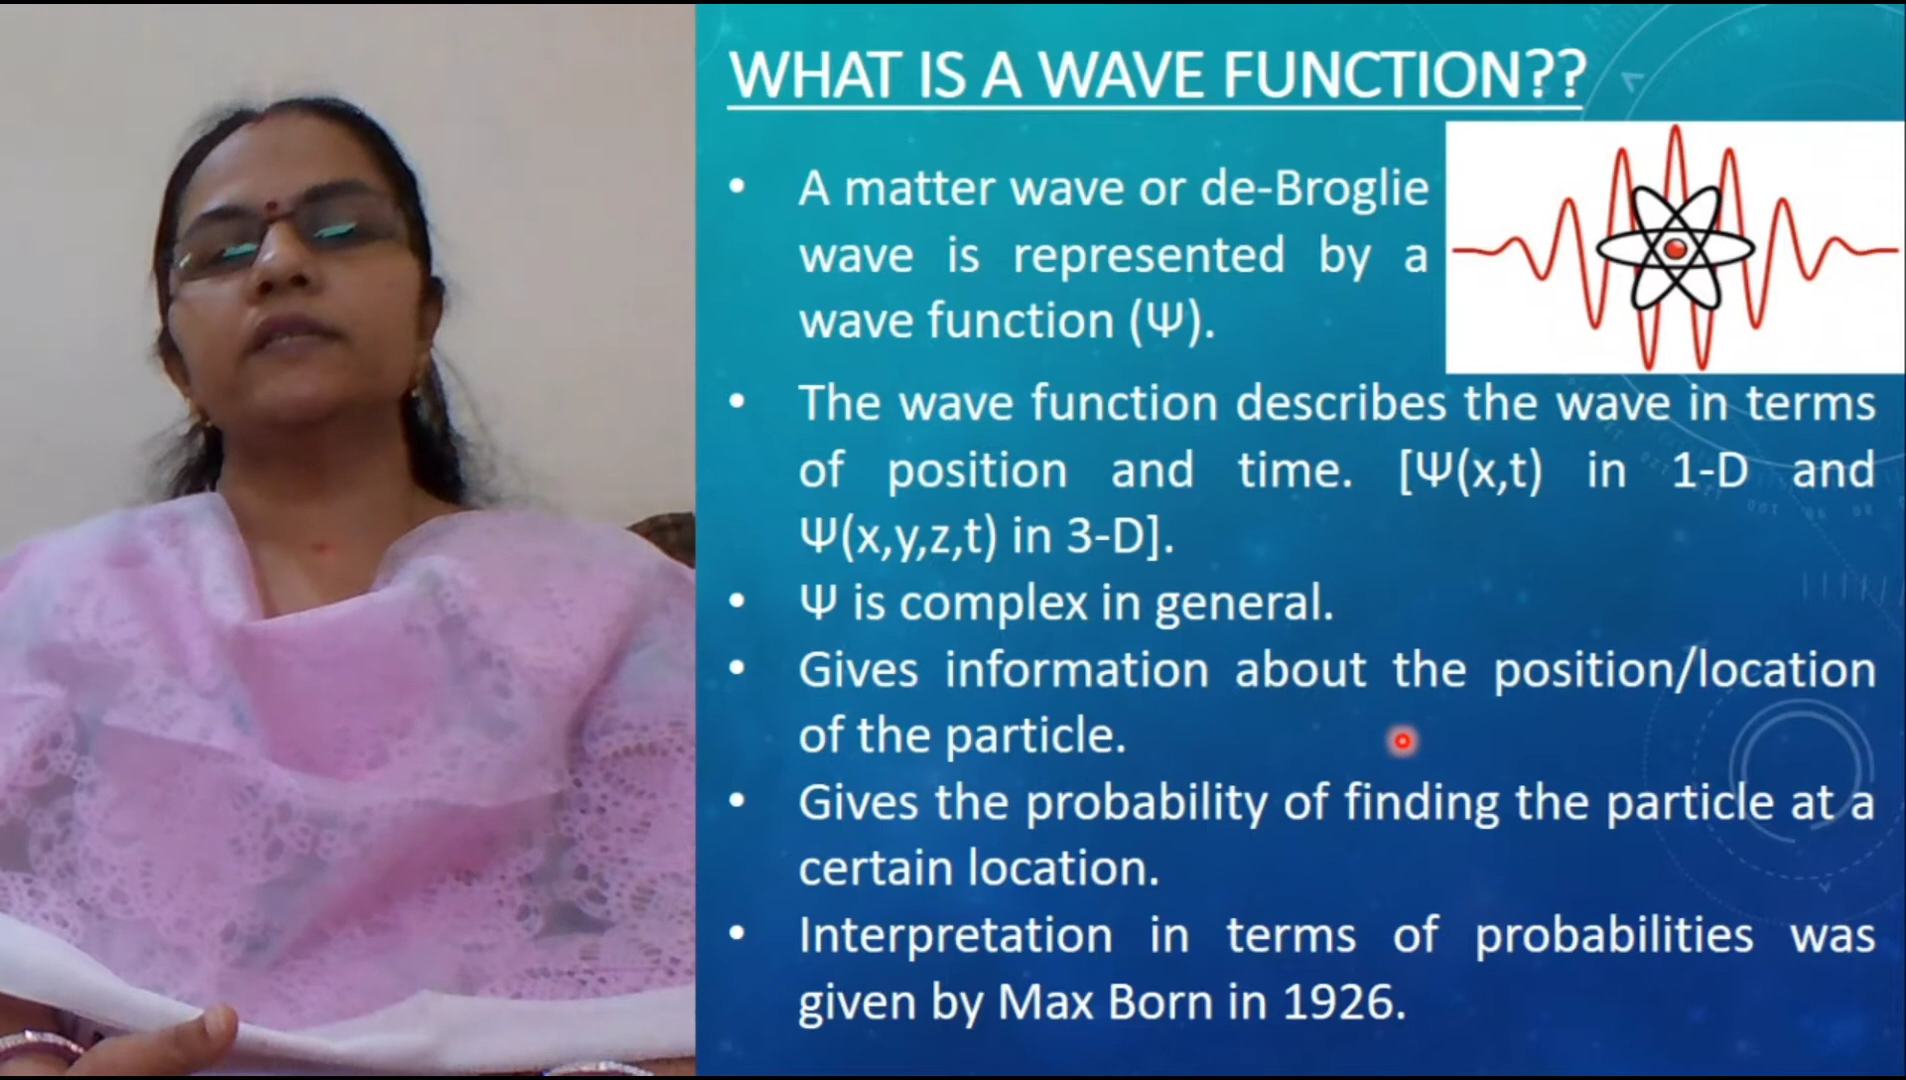 WHAT IS A WAVE FUNCTION??
• A matter wave or de-Broglie
wave is represented by a
wave function (Ψ).
• The wave function describes the wave in terms
of position and time. [Ψ(x,t) in 1-D and
Ψ(x,y,z,t) in 3-D].
• Ψ is complex in general.
• Gives information about the position/location
of the particle.
• Gives the probability of finding the particle at a
certain location.
• Interpretation in terms of probabilities was
given by Max Born in 1926.